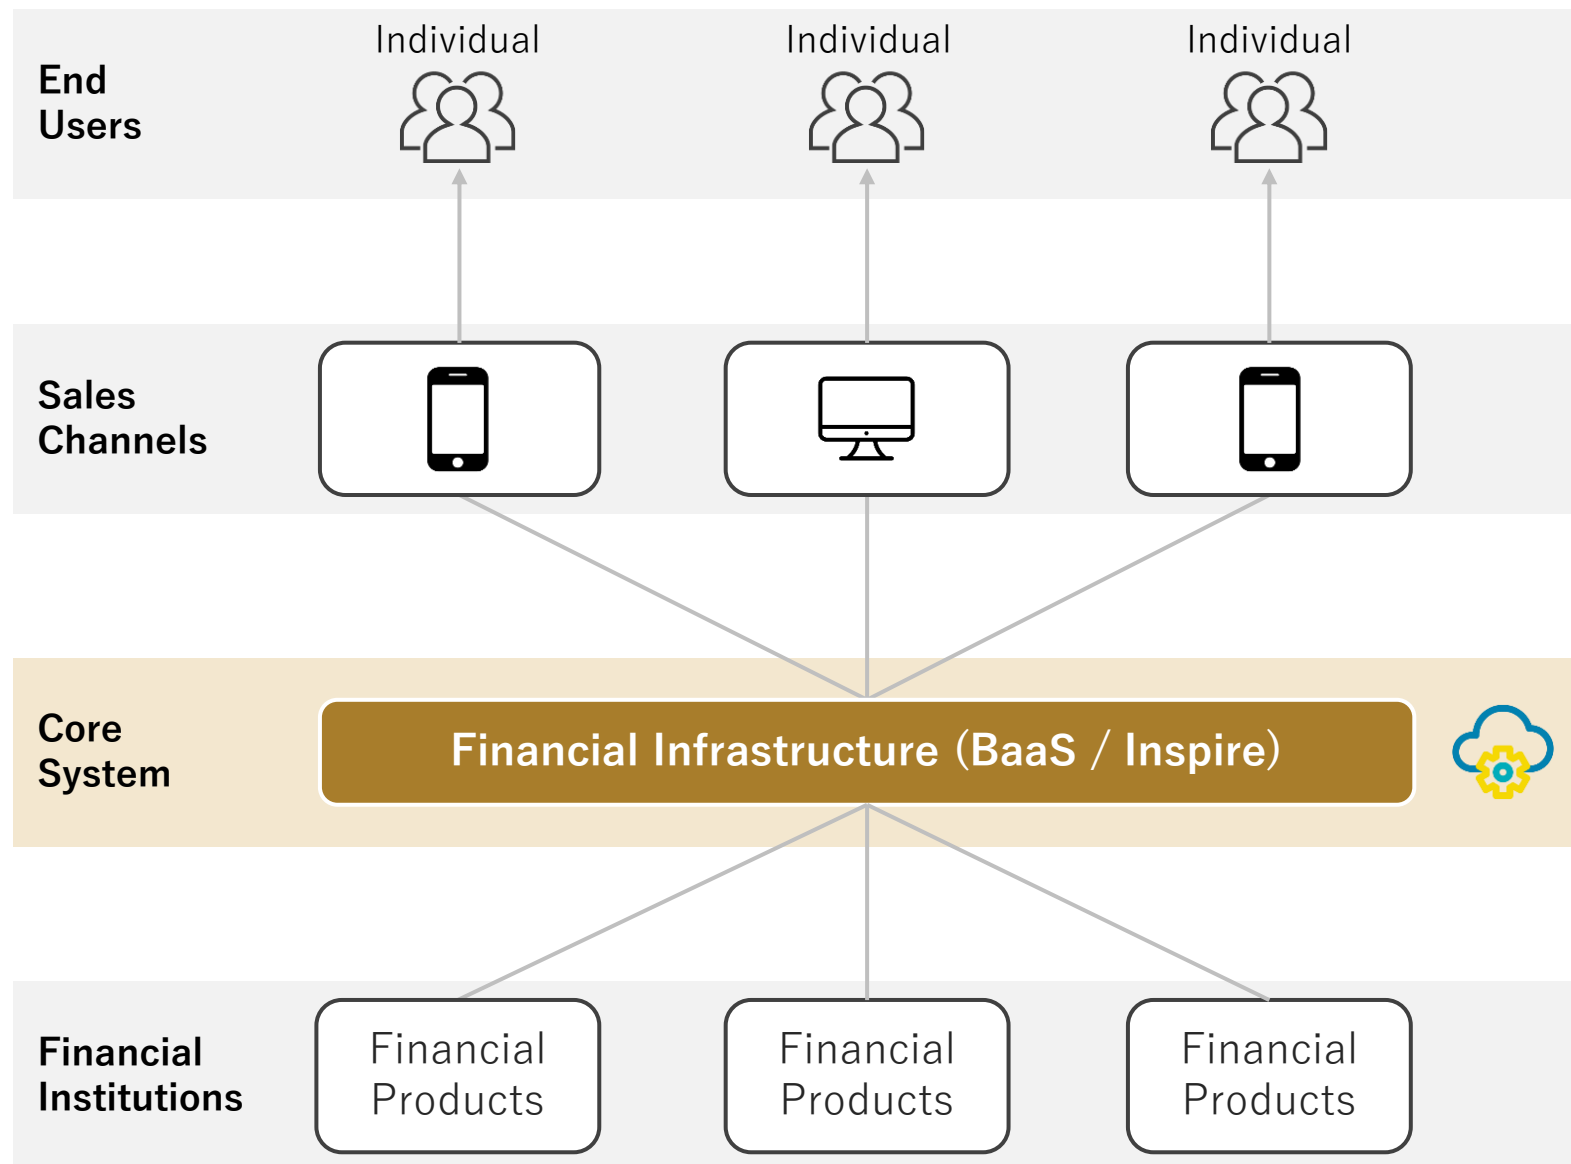 End
Users
Individual
Individual
Individual
Sales
Channels
Core
System
Financial Infrastructure (BaaS / Inspire)
Financial
Institutions
Financial
Products
Financial
Products
Financial
Products